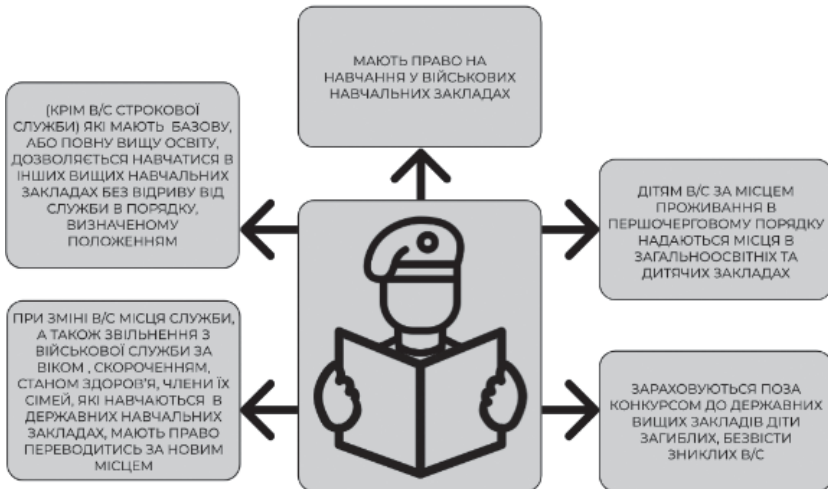 МАЮТЬ ПРАВО НА
НАВЧАННЯ У ВІЙСЬКОВИХ
НАВЧАЛЬНИХ ЗАКЛАДАХ
(КРІМ В/С СТРОКОВОЇ
СЛУЖБИ) ЯКІ МАЮТЬ БАЗОВУ,
АБО ПОВНУ ВИЩУ ОСВІТУ,
ДОЗВОЛЯЄТЬСЯ НАВЧАТИСЯ В
ІНШИХ ВИЩИХ НАВЧАЛЬНИХ
ЗАКЛАДАХ БЕЗ ВІДРИВУ ВІД
СЛУЖБИ В ПОРЯДКУ,
ВИЗНАЧЕНОМУ
ПОЛОЖЕННЯМ
ДІТЯМ В/С ЗА МІСЦЕМ
ПРОЖИВАННЯ В
ПЕРШОЧЕРГОВОМУ ПОРЯДКУ
НАДАЮТЬСЯ МІСЦЯ В
ЗАГАЛЬНООСВІТНІХ ТА
ДИТЯЧИХ ЗАКЛАДАХ
ПРИ ЗМІНІ В/С МІСЦЯ СЛУЖБИ,
А ТАКОЖ ЗВІЛЬНЕННЯ З
ВІЙСЬКОВОЇ СЛУЖБИ ЗА
ВІКОМ , СКОРОЧЕННЯМ,
СТАНОМ ЗДОРОВ'Я, ЧЛЕНИ ЇХ
СІМЕЙ, ЯКІ НАВЧАЮТЬСЯ В
ДЕРЖАВНИХ НАВЧАЛЬНИХ
ЗАКЛАДАХ, МАЮТЬ ПРАВО
ПЕРЕВОДИТИСЬ ЗА НОВИМ
МІСЦЕМ
ЗАРАХОВУЮТЬСЯ ПОЗА
КОНКУРСОМ ДО ДЕРЖАВНИХ
ВИЩИХ ЗАКЛАДІВ ДІТИ
ЗАГИБЛИХ, БЕЗВІСТИ
ЗНИКЛИХ В/С